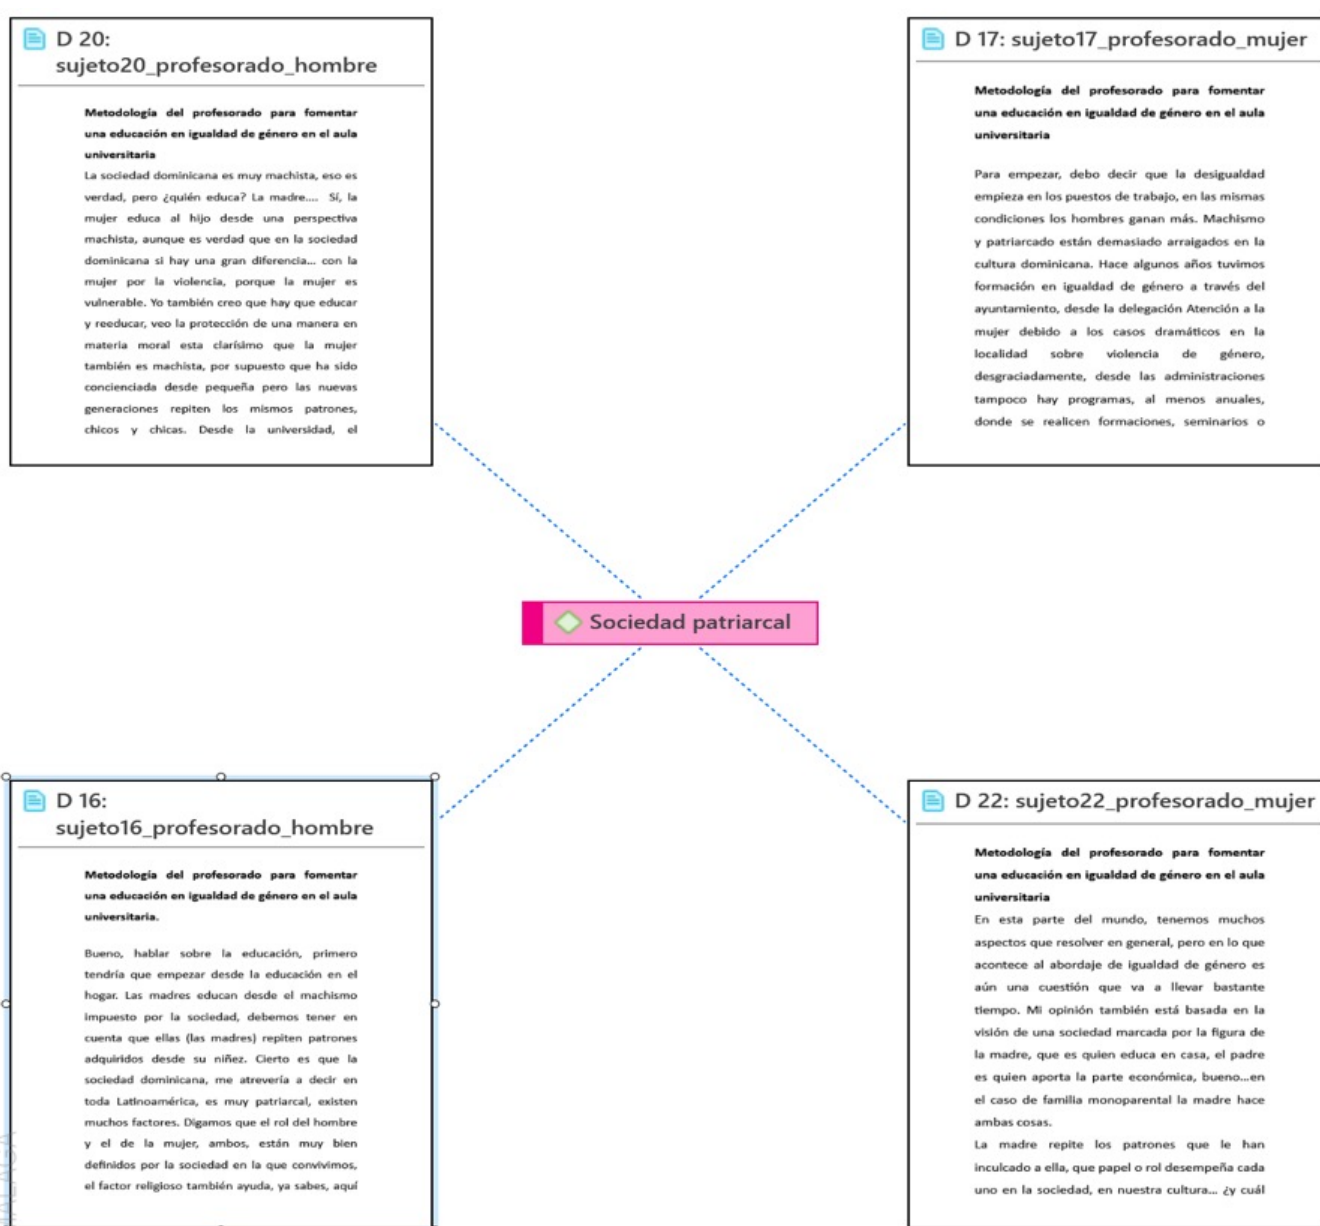 D 20:
sujeto20_profesorado_hombre
Metodología del profesorado para fomentar
una educación en igualdad de género en el aula
universitaria
La sociedad dominicana es muy machista, eso es
verdad, pero ¿quién educa? La madre.... Sí, la
mujer educa al hijo desde una perspectiva
machista, aunque es verdad que en la sociedad
dominicana si hay una gran diferencia... con la
mujer por la violencia, porque la mujer es
vulnerable. Yo también creo que hay que educar
y reeducar, veo la protección de una manera en
materia moral esta clarísimo que la mujer
también es machista, por supuesto que ha sido
concienciada desde pequeña pero las nuevas
generaciones repiten los mismos patrones,
chicos y chicas. Desde la universidad, el
D 17: sujeto17_profesorado_mujer
Metodología del profesorado para fomentar
una educación en igualdad de género en el aula
universitaria
Para empezar, debo decir que la desigualdad
empieza en los puestos de trabajo, en las mismas
condiciones los hombres ganan más. Machismo
y patriarcado están demasiado arraigados en la
cultura dominicana. Hace algunos años tuvimos
formación en igualdad de género a través del
ayuntamiento, desde la delegación Atención a la
mujer debido a los casos dramáticos en la
localidad sobre violencia de género,
desgraciadamente, desde las administraciones
tampoco hay programas, al menos anuales,
donde se realicen formaciones, seminarios o
Sociedad patriarcal
D 16:
sujeto16_profesorado_hombre
Metodología del profesorado para fomentar
una educación en igualdad de género en el aula
universitaria.
Bueno, hablar sobre la educación, primero
tendría que empezar desde la educación en el
hogar. Las madres educan desde el machismo
impuesto por la sociedad, debemos tener en
cuenta que ellas (las madres) repiten patrones
adquiridos desde su niñez. Cierto es que la
sociedad dominicana, me atrevería a decir en
toda Latinoamérica, es muy patriarcal, existen
muchos factores. Digamos que el rol del hombre
y el de la mujer, ambos, están muy bien
definidos por la sociedad en la que convivimos,
el factor religioso también ayuda, ya sabes, aquí
D 22: sujeto22_profesorado_mujer
Metodología del profesorado para fomentar
una educación en igualdad de género en el aula
universitaria
En esta parte del mundo, tenemos muchos
aspectos que resolver en general, pero en lo que
acontece al abordaje de igualdad de género es
aún una cuestión que va a llevar bastante
tiempo. Mi opinión también está basada en la
visión de una sociedad marcada por la figura de
la madre, que es quien educa en casa, el padre
es quien aporta la parte económica, bueno...en
el caso de familia monoparental la madre hace
ambas cosas.
La madre repite los patrones que le han
inculcado a ella, que papel o rol desempeña cada
uno en la sociedad, en nuestra cultura... ¿y cuál